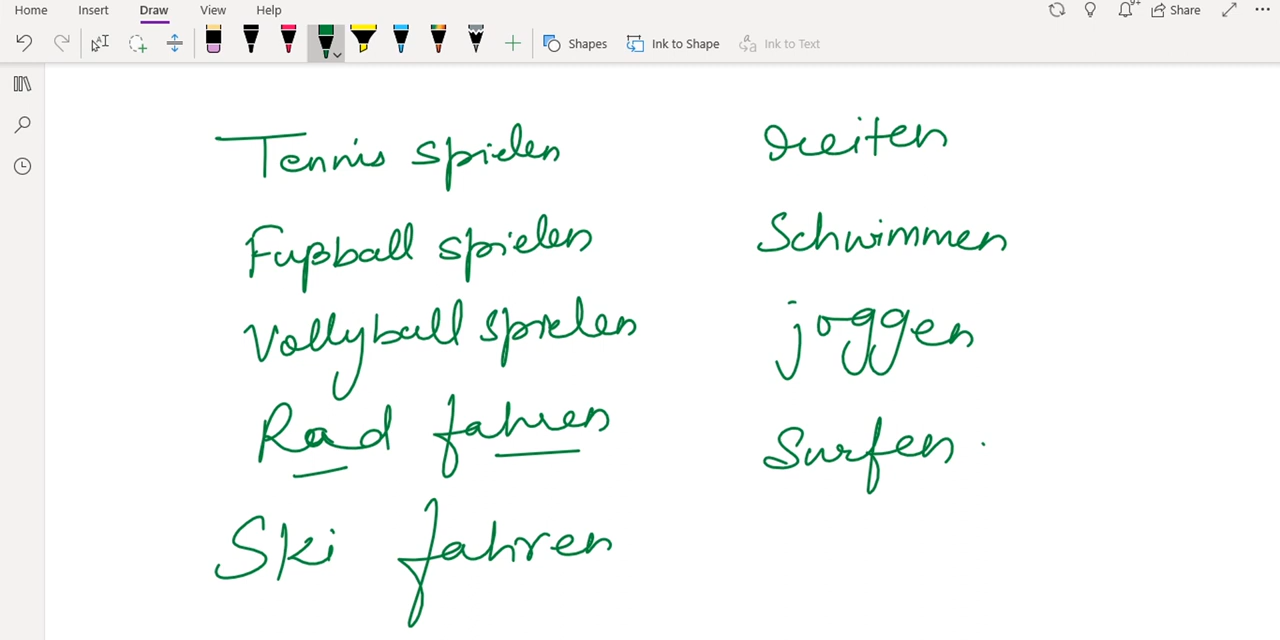 Home Insert Draw View Help
Share
Shapes Ink to Shape Ink to Text
Tennis spielen
Fußball spielen
Vollyball spielen
Rad fahren
Ski fahren
reiten
Schwimmen
joggen
Surfen.